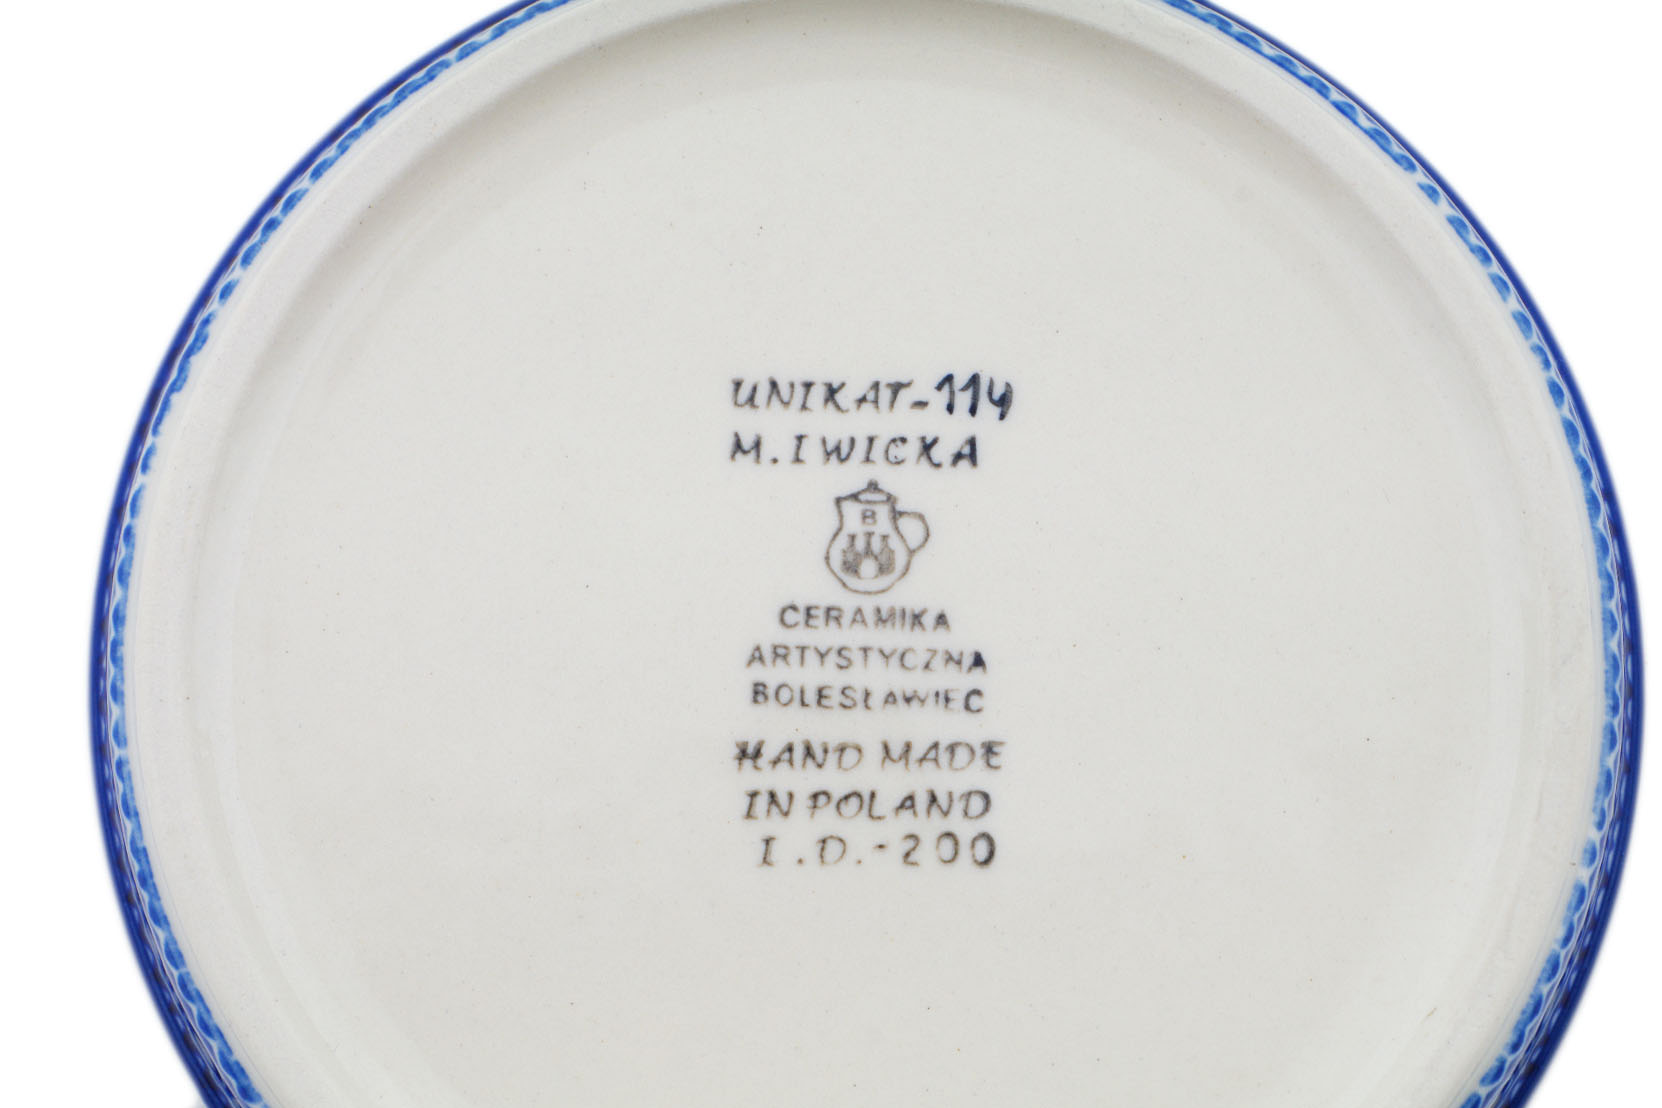 UNIKAT-114
M.IWICKA
B
CERAMIKA
ARTYSTYCZNA
BOLESŁAWIEC
HAND MADE
IN POLAND
I.D.-200